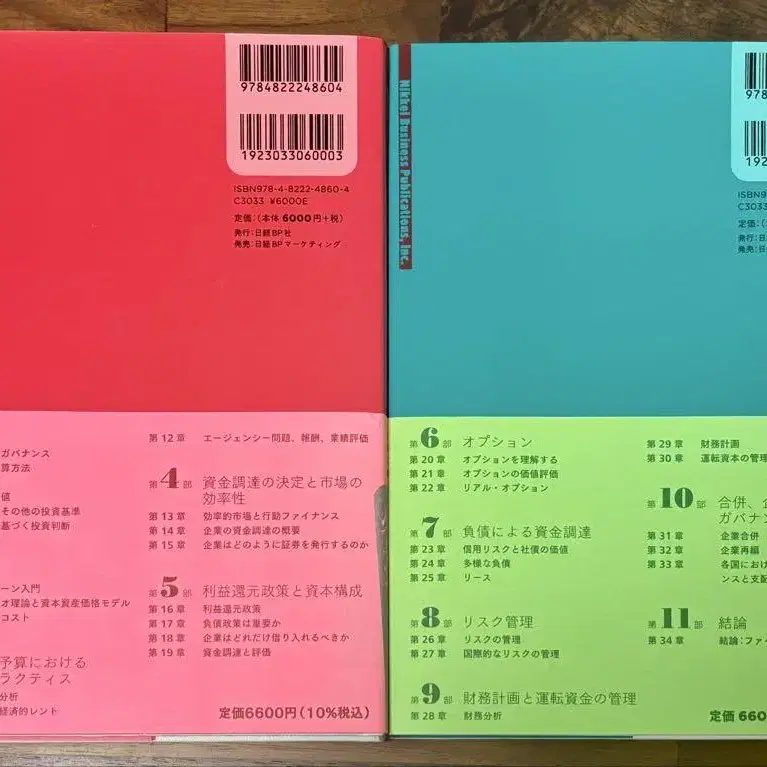 9784822248604
1923033060003
ISBN978-4-8222-4860-4
C3033 ¥6000E
定価:(本体6000円+税)
発行:日経BP社
発売:日経BPマーケティング
ガバナンス
算方法
値
その他の投資基準
基づく投資判断
ーン入門
オ理論と資本資産価格モデル
コスト
予算における
ラクティス
分析
経済的レント
第12章 エージェンシー問題、報酬、業績評価
第4部 資金調達の決定と市場の
効率性
第13章 効率的市場と行動ファイナンス
第14章 企業の資金調達の概要
第15章 企業はどのように証券を発行するのか
第5部 利益還元政策と資本構成
第16章 利益還元政策
第17章 負債政策は重要か
第18章 企業はどれだけ借り入れるべきか
第19章 資金調達と評価
定価6600円(10%税込)
Nikkei Business Publications, Inc.
978
192
ISBN9
C3033
定価:(
発行:日
発売:日
第6部 オプション
第20章 オプションを理解する
第21章 オプションの価値評価
第22章 リアル・オプション
第7部 負債による資金調達
第23章 信用リスクと社債の価値
第24章 多様な負債
第25章 リース
第8部 リスク管理
第26章 リスクの管理
第27章 国際的なリスクの管理
第9部 財務計画と運転資金の管理
第28章 財務分析
第29章 財務計画
第30章 運転資本の管理
第10部 合併、企
ガバナン
第31章 企業合併
第32章 企業再編
第33章 各国におけ
ンスと支配
第11部 結論
第34章 結論:ファイ
定価 660